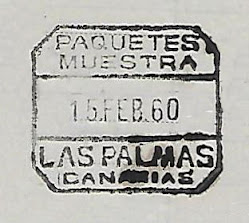 PAQUETES
MUESTRA
15.FEB.60
LAS PALMAS
(CANARIAS)